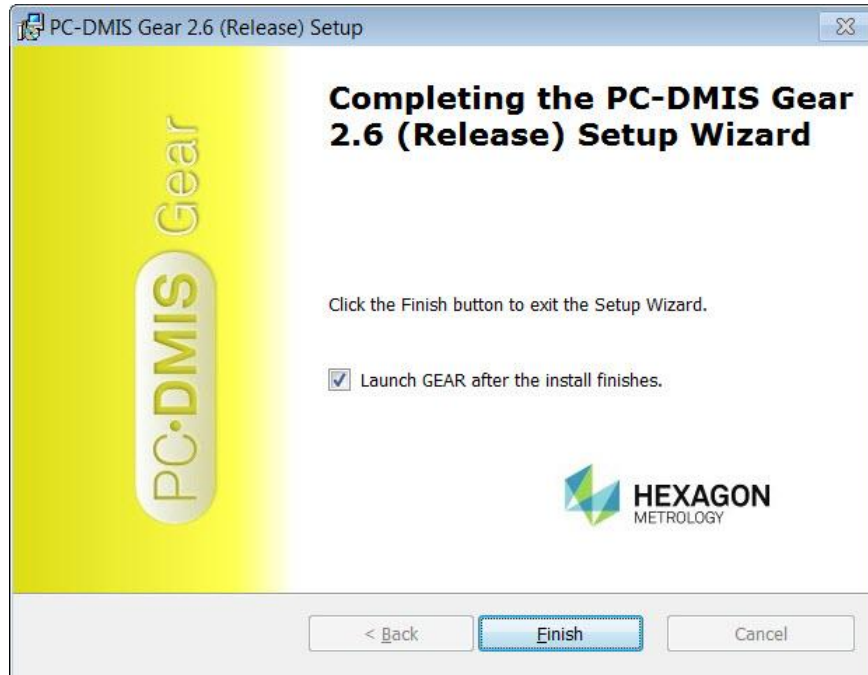 PC-DMIS Gear 2.6 (Release) Setup
PC•DMIS Gear
Completing the PC-DMIS Gear
2.6 (Release) Setup Wizard
Click the Finish button to exit the Setup Wizard.
Launch GEAR after the install finishes.
HEXAGON
METROLOGY
< Back
Finish
Cancel